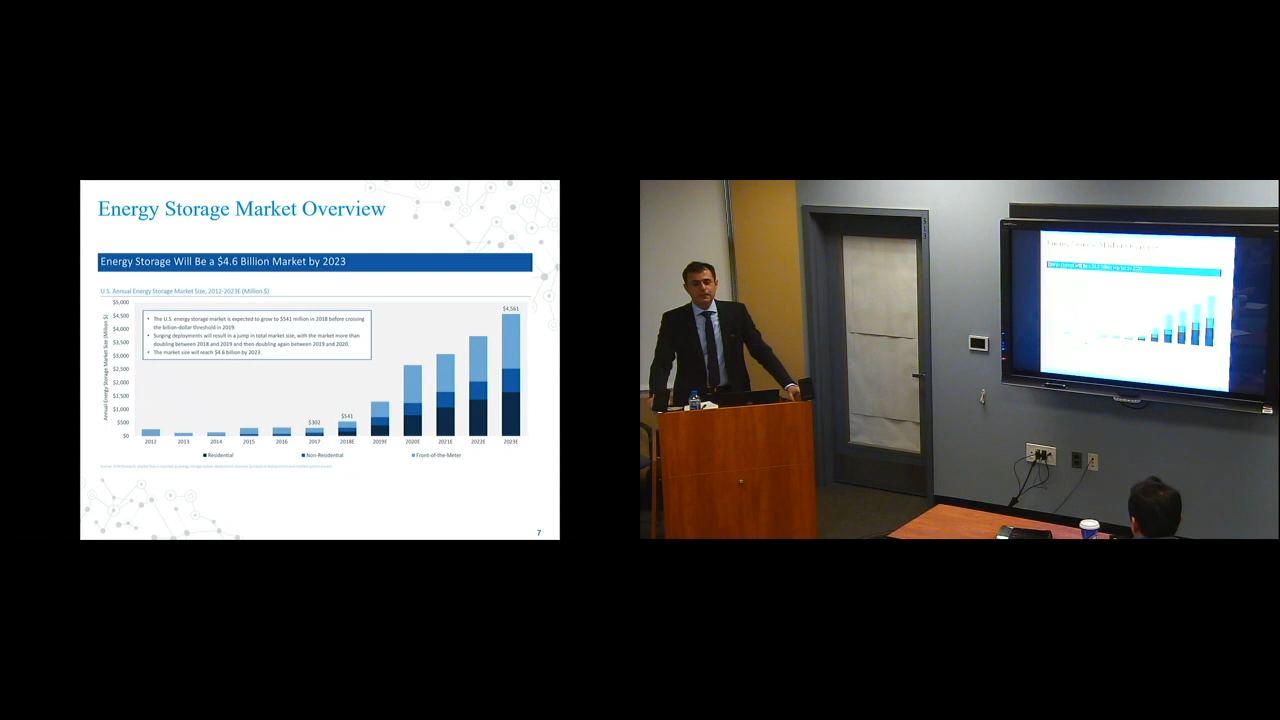 Energy Storage Market Overview
Energy Storage Will Be a $4.6 Billion Market by 2023
U.S. Annual Energy Storage Market Size, 2012-2023E (Million $)
Annual Energy Storage Market Size (Million $)
$5,000
$4,500
$4,000
$3,500
$3,000
$2,500
$2,000
$1,500
$1,000
$500
$0
• The U.S. energy storage market is expected to grow to $541 million in 2018 before crossing
the billion-dollar threshold in 2019.
• Surging deployments will result in a jump in total market size, with the market more than
doubling between 2018 and 2019 and then doubling again between 2019 and 2020.
• The market size will reach $4.6 billion by 2023.
$302
$541
$4,561
2012 2013 2014 2015 2016 2017 2018E 2019E 2020E 2021E 2022E 2023E
Residential Non-Residential Front-of-the-Meter
7
513